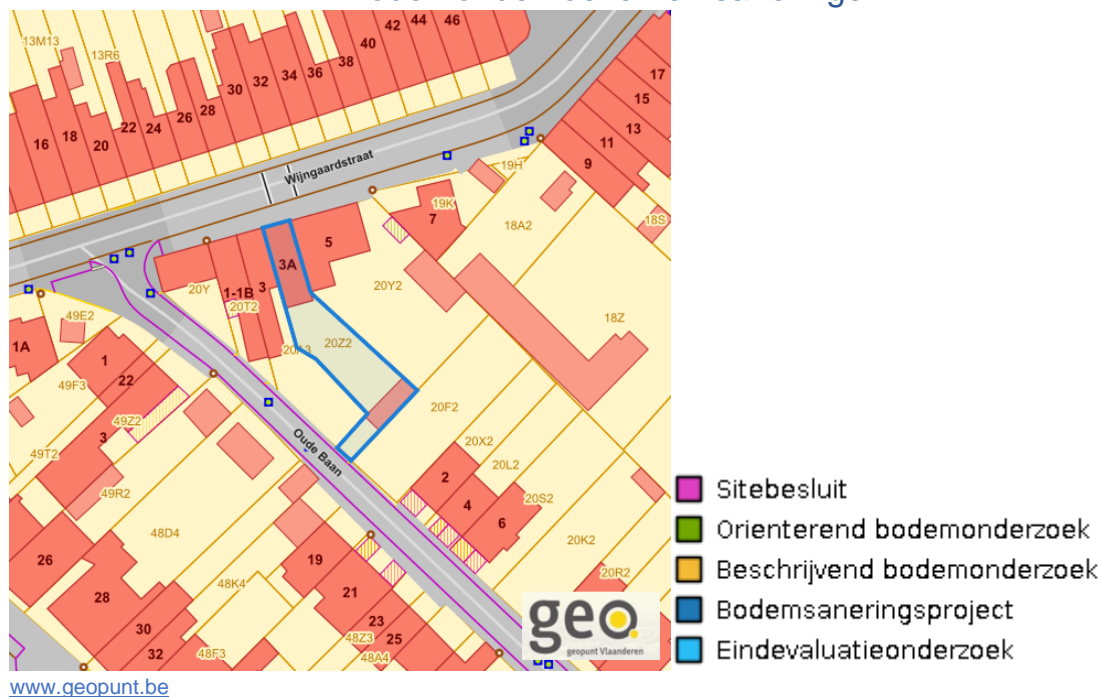 13M13
13R6
16
18
20
22
24
26
28
30
32
34
36
38
40
42
44
46
17
15
13
11
9
Wijngaardstraat
19H
19K
7
18A2
18S
5
3A
20Y
1-1B
3
20T2
20Y2
18Z
49E2
1A
1
22
20A3
20Z2
49F3
49Z2
3
20F2
49T2
49R2
Oude Baan
20X2
2
20L2
4
20S2
6
48D4
20K2
26
19
20R2
28
48K4
21
30
23
32
48Z3
25
48F3
48A4
geo.
geopunt Vlaanderen
Sitebesluit
Orienterend bodemonderzoek
Beschrijvend bodemonderzoek
Bodemsaneringsproject
Eindevaluatieonderzoek
www.geopunt.be